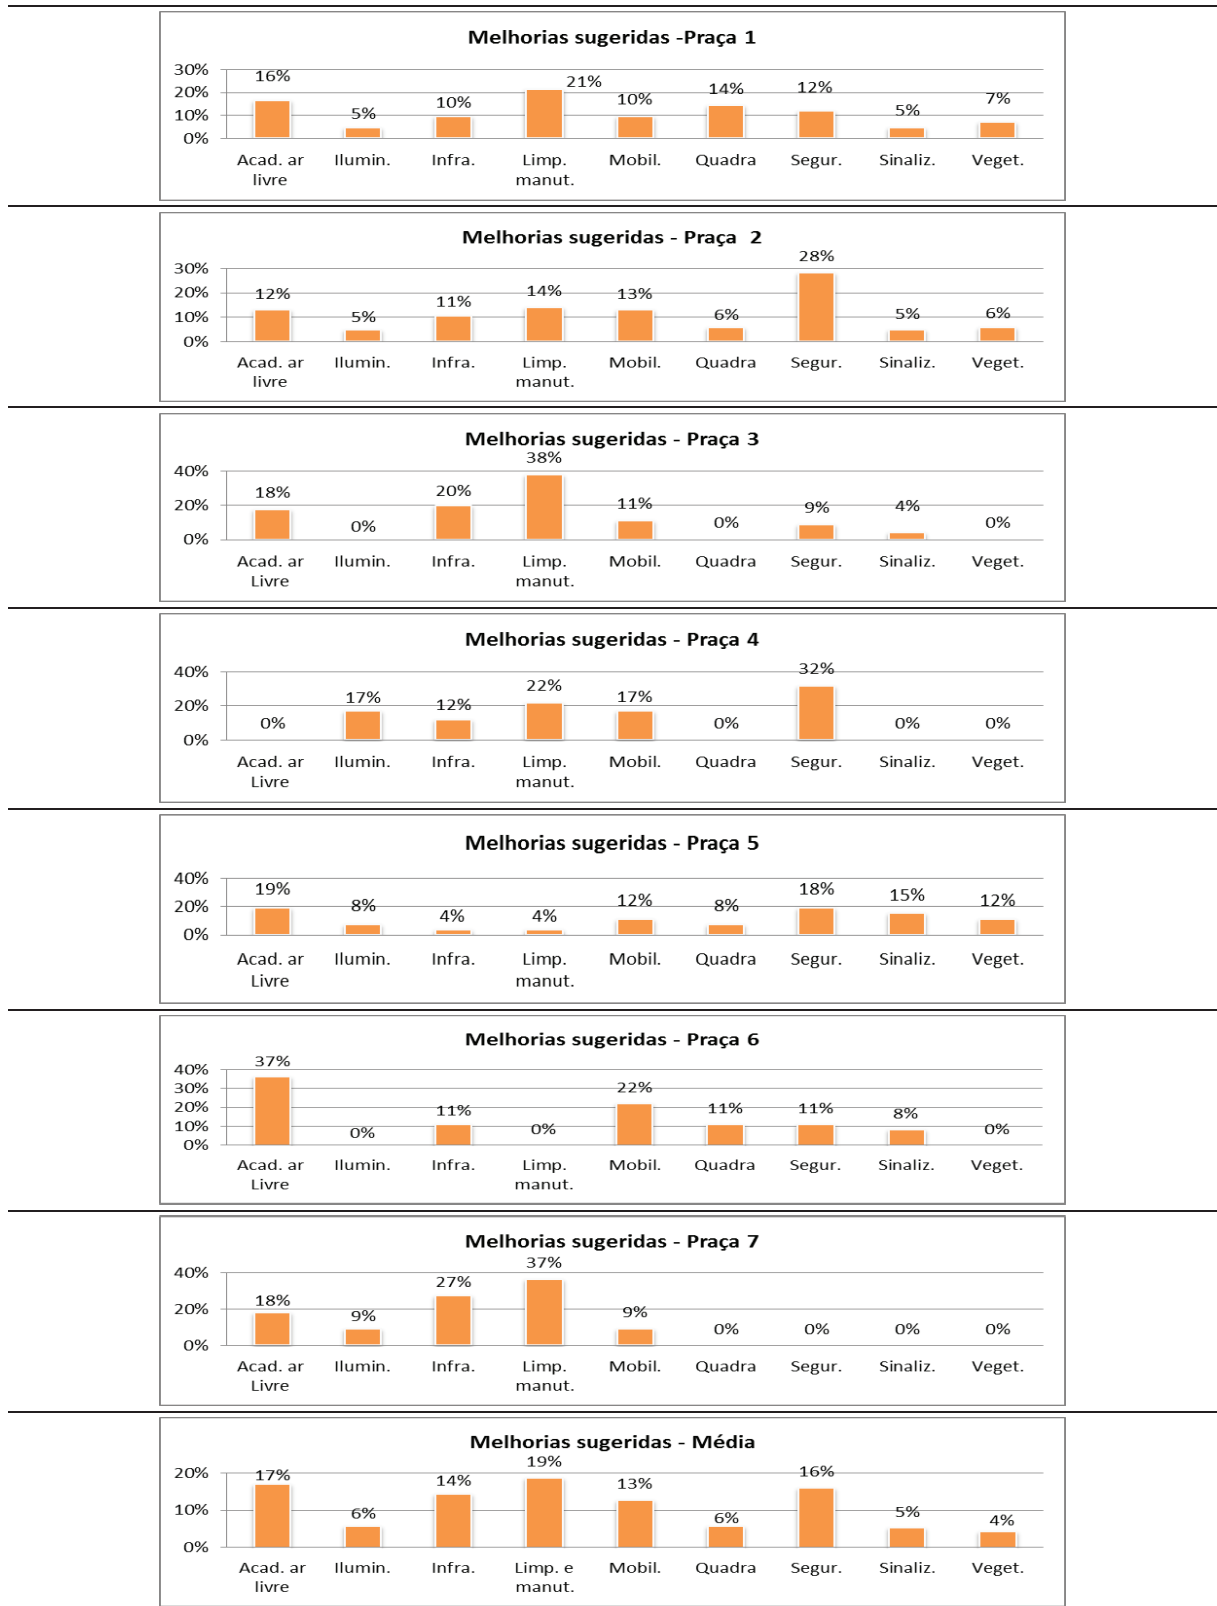 Melhorias sugeridas -Praça 1
30%
20%
10%
0%
16%
5%
10%
21%
10%
14%
12%
5%
7%
Acad. ar livre
Ilumin.
Infra.
Limp. manut.
Mobil.
Quadra
Segur.
Sinaliz.
Veget.
Melhorias sugeridas - Praça 2
30%
20%
10%
0%
12%
5%
11%
14%
13%
6%
28%
5%
6%
Acad. ar livre
Ilumin.
Infra.
Limp. manut.
Mobil.
Quadra
Segur.
Sinaliz.
Veget.
Melhorias sugeridas - Praça 3
40%
20%
0%
18%
0%
20%
38%
11%
0%
9%
4%
0%
Acad. ar Livre
Ilumin.
Infra.
Limp. manut.
Mobil.
Quadra
Segur.
Sinaliz.
Veget.
Melhorias sugeridas - Praça 4
40%
20%
0%
0%
17%
12%
22%
17%
0%
32%
0%
0%
Acad. ar Livre
Ilumin.
Infra.
Limp. manut.
Mobil.
Quadra
Segur.
Sinaliz.
Veget.
Melhorias sugeridas - Praça 5
40%
20%
0%
19%
8%
4%
4%
12%
8%
18%
15%
12%
Acad. ar Livre
Ilumin.
Infra.
Limp. manut.
Mobil.
Quadra
Segur.
Sinaliz.
Veget.
Melhorias sugeridas - Praça 6
40%
30%
20%
10%
0%
37%
0%
11%
0%
22%
11%
11%
8%
0%
Acad. ar Livre
Ilumin.
Infra.
Limp. manut.
Mobil.
Quadra
Segur.
Sinaliz.
Veget.
Melhorias sugeridas - Praça 7
40%
20%
0%
18%
9%
27%
37%
9%
0%
0%
0%
0%
Acad. ar Livre
Ilumin.
Infra.
Limp. manut.
Mobil.
Quadra
Segur.
Sinaliz.
Veget.
Melhorias sugeridas - Média
20%
10%
0%
17%
6%
14%
19%
13%
6%
16%
5%
4%
Acad. ar livre
Ilumin.
Infra.
Limp. e manut.
Mobil.
Quadra
Segur.
Sinaliz.
Veget.